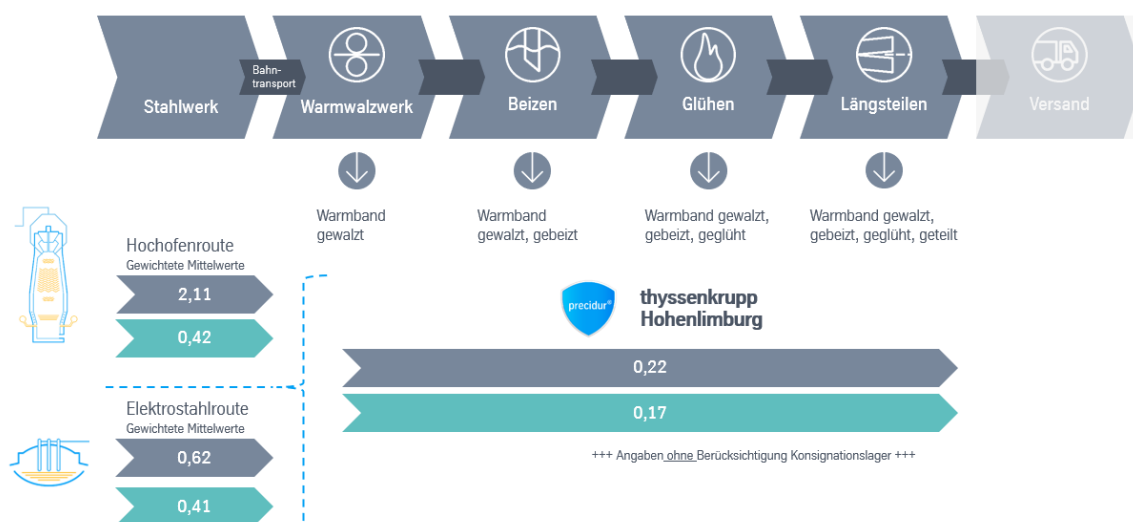 Stahlwerk
Bahn-
transport
Warmwalzwerk
Beizen
Glühen
Längsteilen
Versand
Warmband
gewalzt
Warmband
gewalzt, gebeizt
Warmband gewalzt,
gebeizt, geglüht
Warmband gewalzt,
gebeizt, geglüht, geteilt
Hochofenroute
Gewichtete Mittelwerte
2,11
0,42
precidur®
thyssenkrupp
Hohenlimburg
0,22
0,17
+++ Angaben ohne Berücksichtigung Konsignationslager +++
Elektrostahlroute
Gewichtete Mittelwerte
0,62
0,41